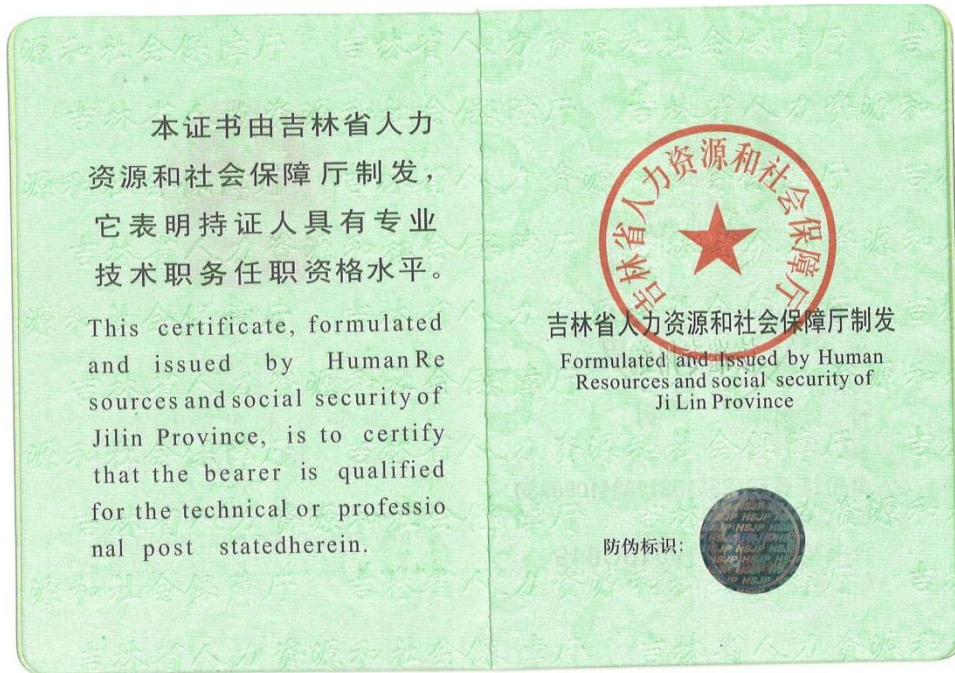 本证书由吉林省人力
资源和社会保障厅制发，
它表明持证人具有专业
技术职务任职资格水平。
This certificate, formulated
and issued by HumanRe
sources and social security of
Jilin Province, is to certify
that the bearer is qualified
for the technical or professio
nal post statedherein.
吉林省人力资源和社会保障厅
吉林省人力资源和社会保障厅制发
Formulated and Issued by Human
Resources and social security of
Ji Lin Province
防伪标识：
HSJP